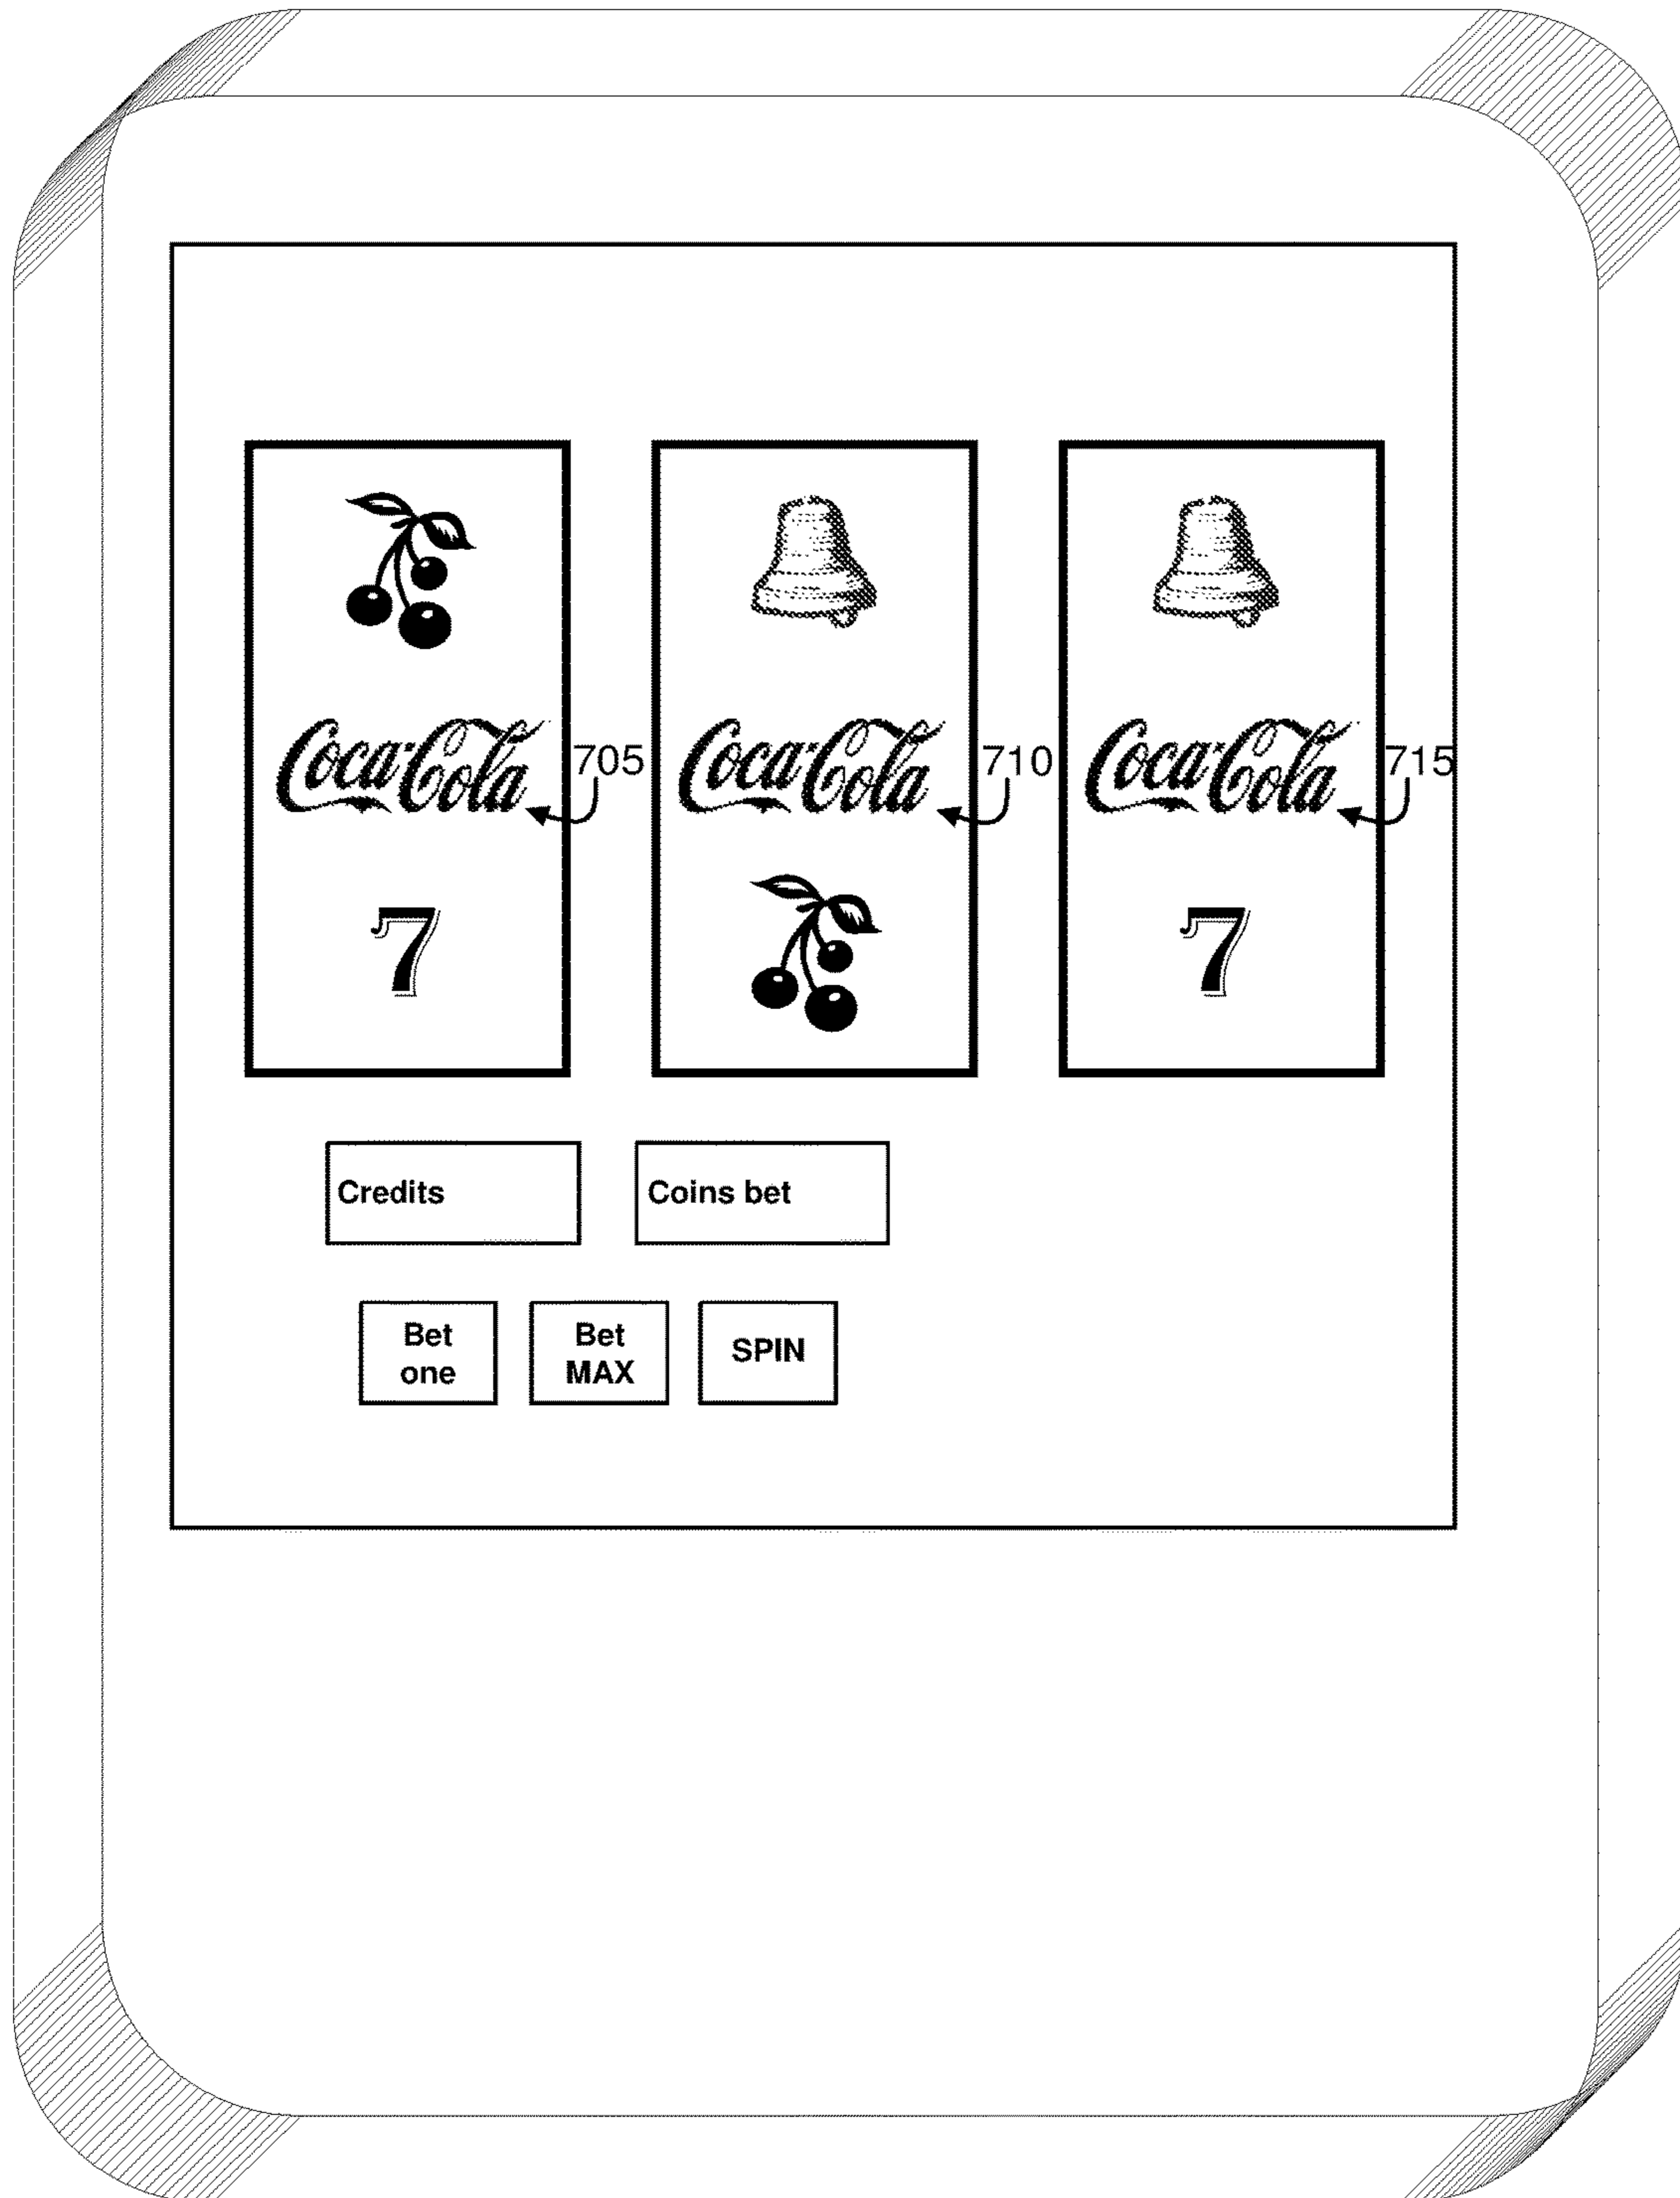 Coca-Cola 705 Coca-Cola 710 Coca-Cola 715
7 7
Credits Coins bet
Bet one Bet MAX SPIN